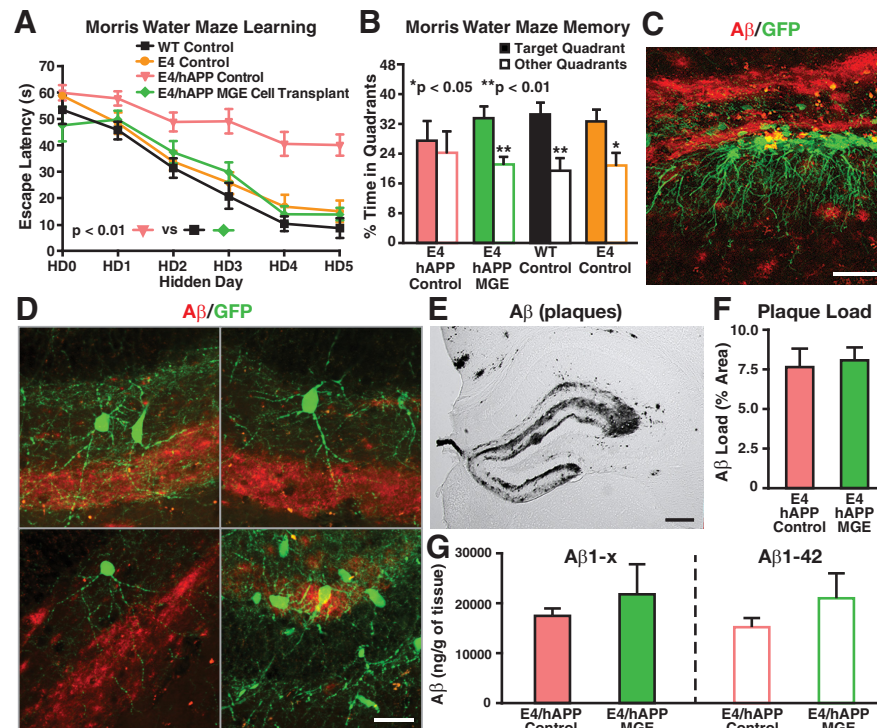 A
Morris Water Maze Learning
WT Control
E4 Control
E4/hAPP Control
E4/hAPP MGE Cell Transplant
Escape Latency (s)
70
60
50
40
30
20
10
0
p < 0.01 vs
HD0 HD1 HD2 HD3 HD4 HD5
Hidden Day
B
Morris Water Maze Memory
Target Quadrant
Other Quadrants
*p < 0.05 **p < 0.01
% Time in Quadrants
48
40
32
24
16
8
0
** ** *
E4 hAPP Control
E4 hAPP MGE
WT Control
E4 Control
C
Aβ/GFP
D
Aβ/GFP
E
Aβ (plaques)
F
Plaque Load
Aβ Load (% Area)
10.0
7.5
5.0
2.5
0
E4 hAPP Control
E4 hAPP MGE
G
Aβ1-x
Aβ1-42
Aβ (ng/g of tissue)
30000
20000
10000
0
E4/hAPP Control
E4/hAPP MGE
E4/hAPP Control
E4/hAPP MGE